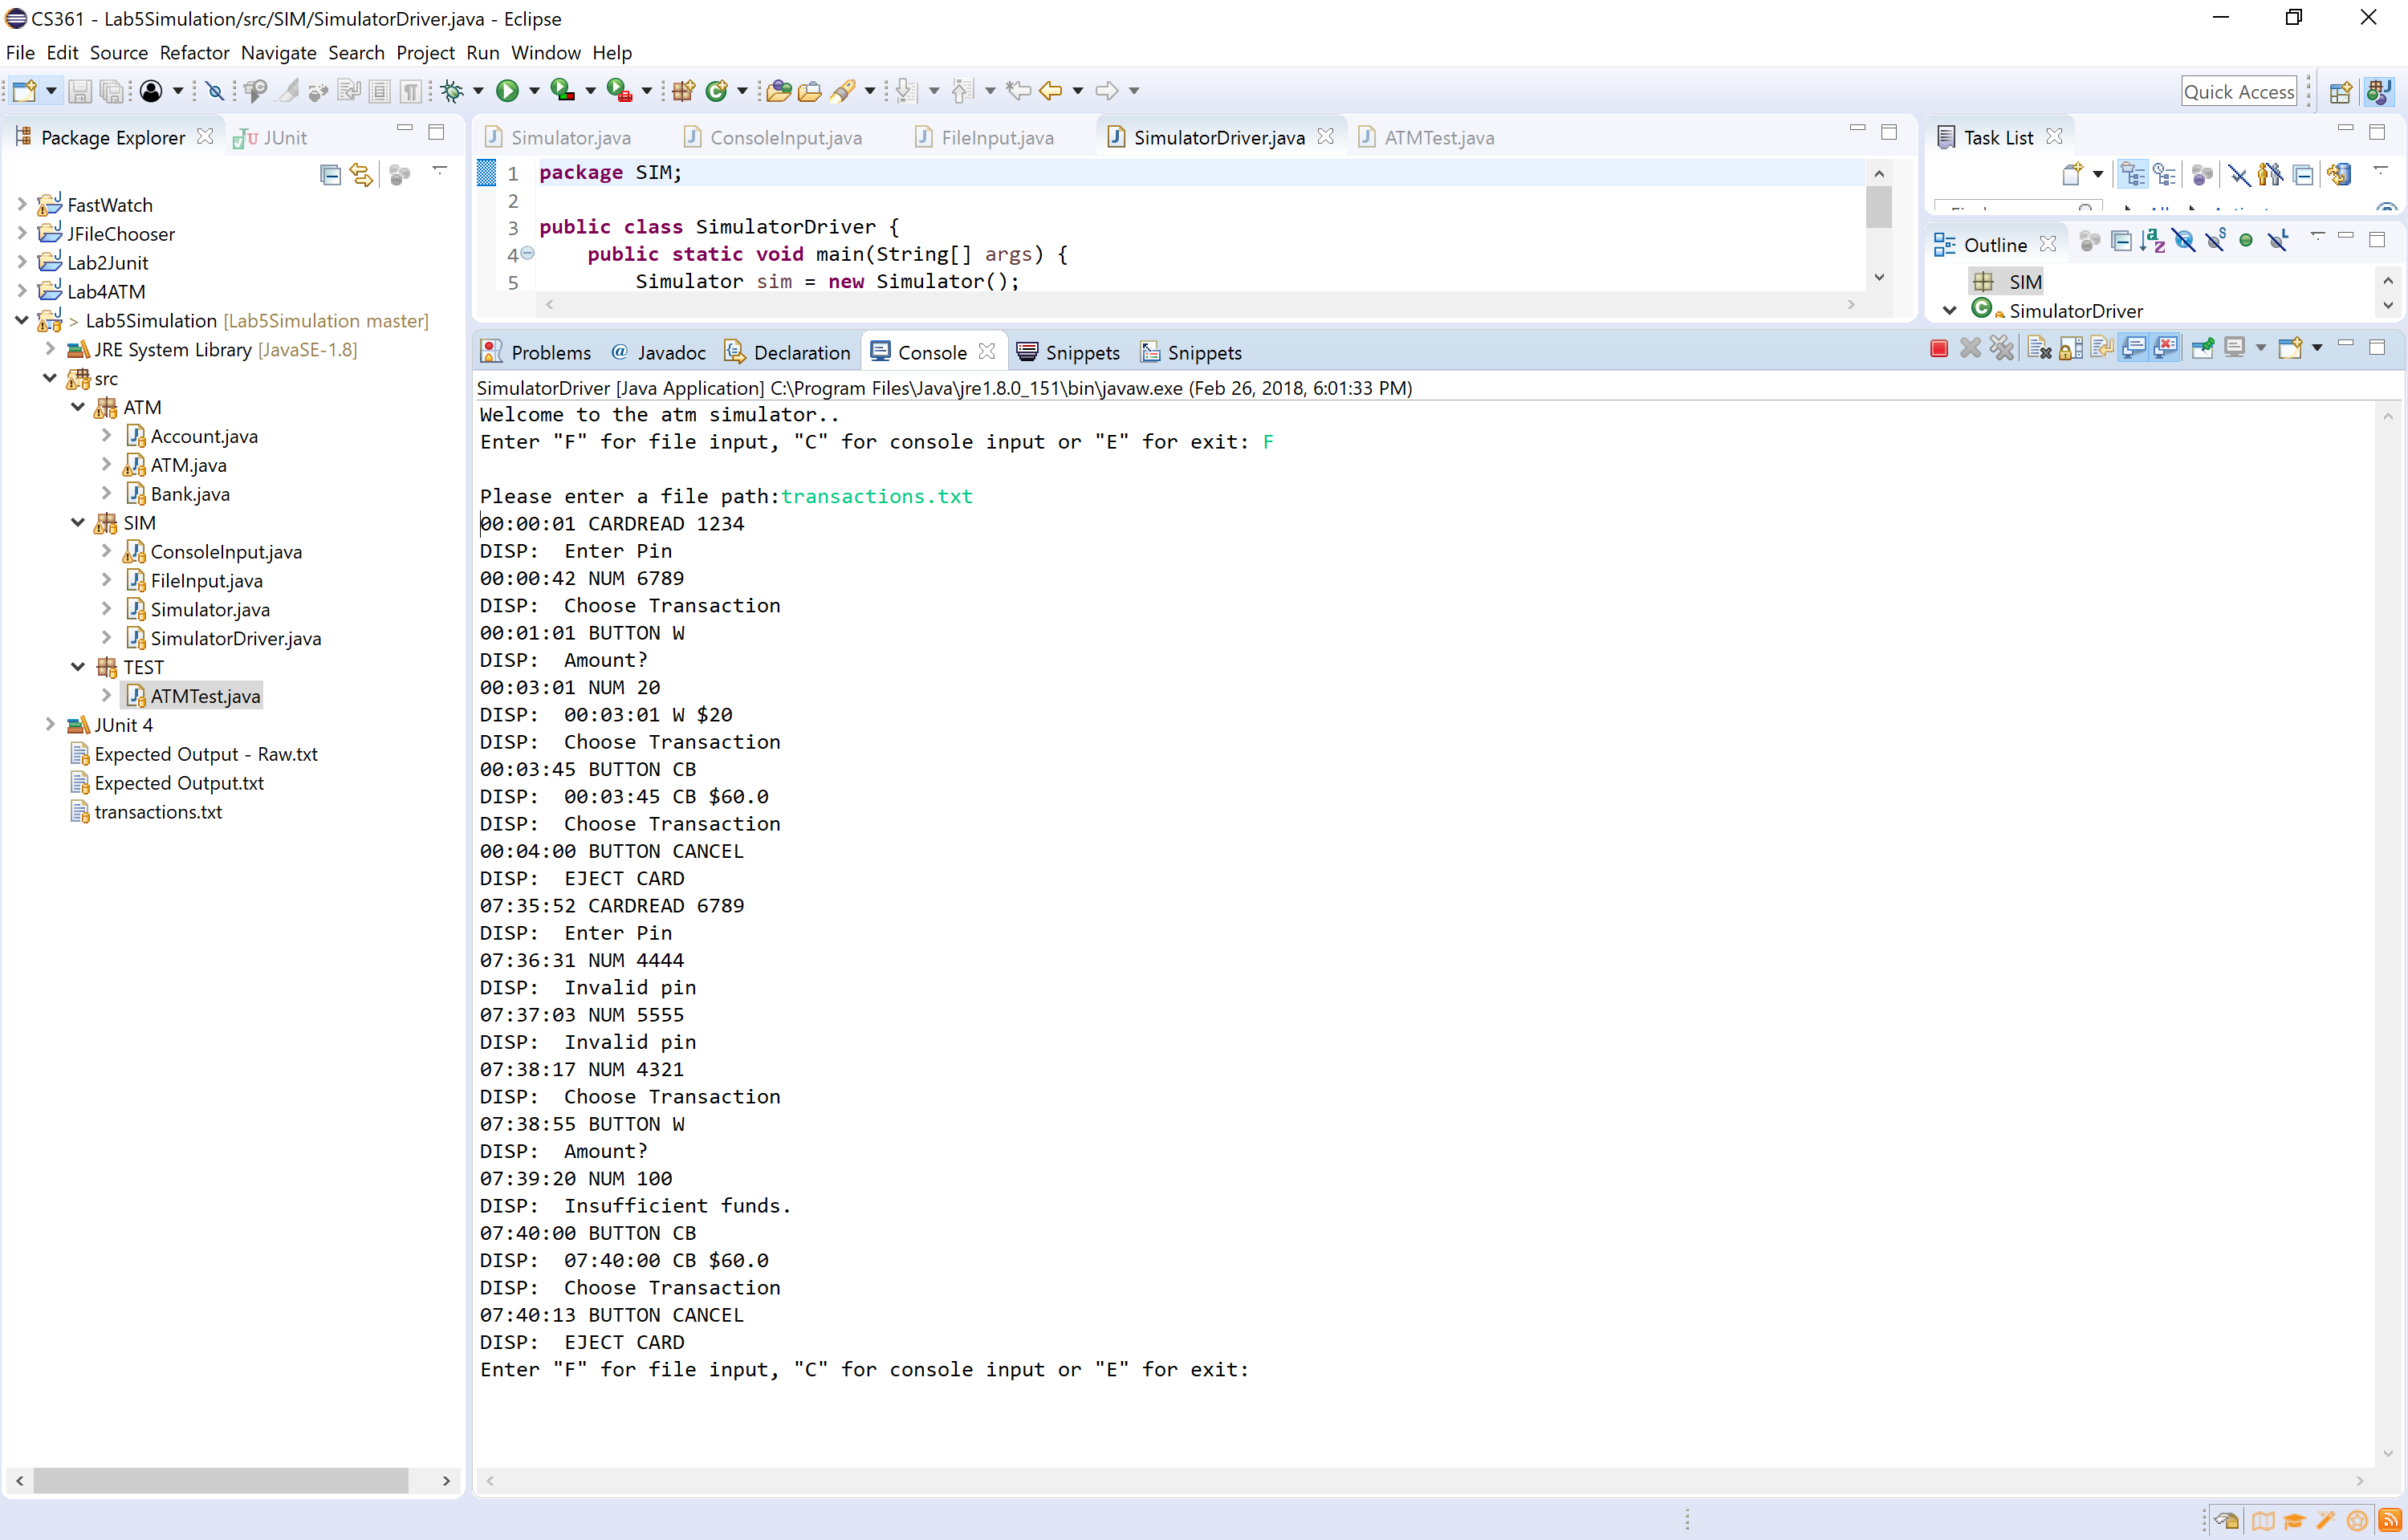 CS361 - Lab5Simulation/src/SIM/SimulatorDriver.java - Eclipse
File Edit Source Refactor Navigate Search Project Run Window Help
Quick Access
Package Explorer
JUnit
FastWatch
JFileChooser
Lab2Junit
Lab4ATM
> Lab5Simulation [Lab5Simulation master]
JRE System Library [JavaSE-1.8]
src
ATM
Account.java
ATM.java
Bank.java
SIM
ConsoleInput.java
FileInput.java
Simulator.java
SimulatorDriver.java
TEST
ATMTest.java
JUnit 4
Expected Output - Raw.txt
Expected Output.txt
transactions.txt
Simulator.java ConsoleInput.java FileInput.java SimulatorDriver.java ATMTest.java
1 package SIM;
2
3 public class SimulatorDriver {
4 public static void main(String[] args) {
5 Simulator sim = new Simulator();
Task List
Outline
SIM
SimulatorDriver
Problems @ Javadoc Declaration Console Snippets Snippets
SimulatorDriver [Java Application] C:\Program Files\Java\jre1.8.0_151\bin\javaw.exe (Feb 26, 2018, 6:01:33 PM)
Welcome to the atm simulator..
Enter "F" for file input, "C" for console input or "E" for exit: F
Please enter a file path:transactions.txt
00:00:01 CARDREAD 1234
DISP:  Enter Pin
00:00:42 NUM 6789
DISP:  Choose Transaction
00:01:01 BUTTON W
DISP:  Amount?
00:03:01 NUM 20
DISP:  00:03:01 W $20
DISP:  Choose Transaction
00:03:45 BUTTON CB
DISP:  00:03:45 CB $60.0
DISP:  Choose Transaction
00:04:00 BUTTON CANCEL
DISP:  EJECT CARD
07:35:52 CARDREAD 6789
DISP:  Enter Pin
07:36:31 NUM 4444
DISP:  Invalid pin
07:37:03 NUM 5555
DISP:  Invalid pin
07:38:17 NUM 4321
DISP:  Choose Transaction
07:38:55 BUTTON W
DISP:  Amount?
07:39:20 NUM 100
DISP:  Insufficient funds.
07:40:00 BUTTON CB
DISP:  07:40:00 CB $60.0
DISP:  Choose Transaction
07:40:13 BUTTON CANCEL
DISP:  EJECT CARD
Enter "F" for file input, "C" for console input or "E" for exit: